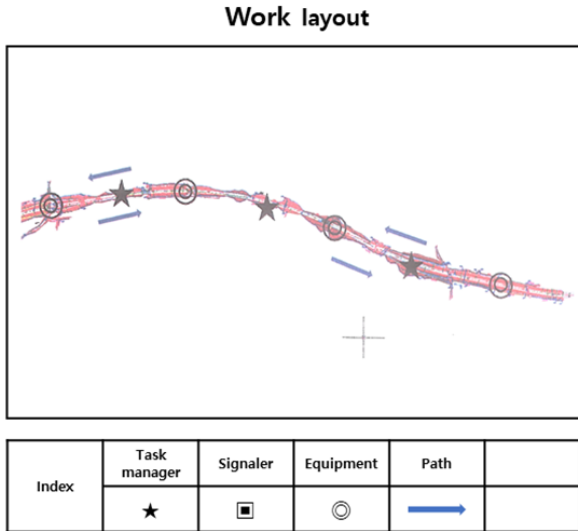 Work layout
Index
Task
manager
Signaler
Equipment
Path